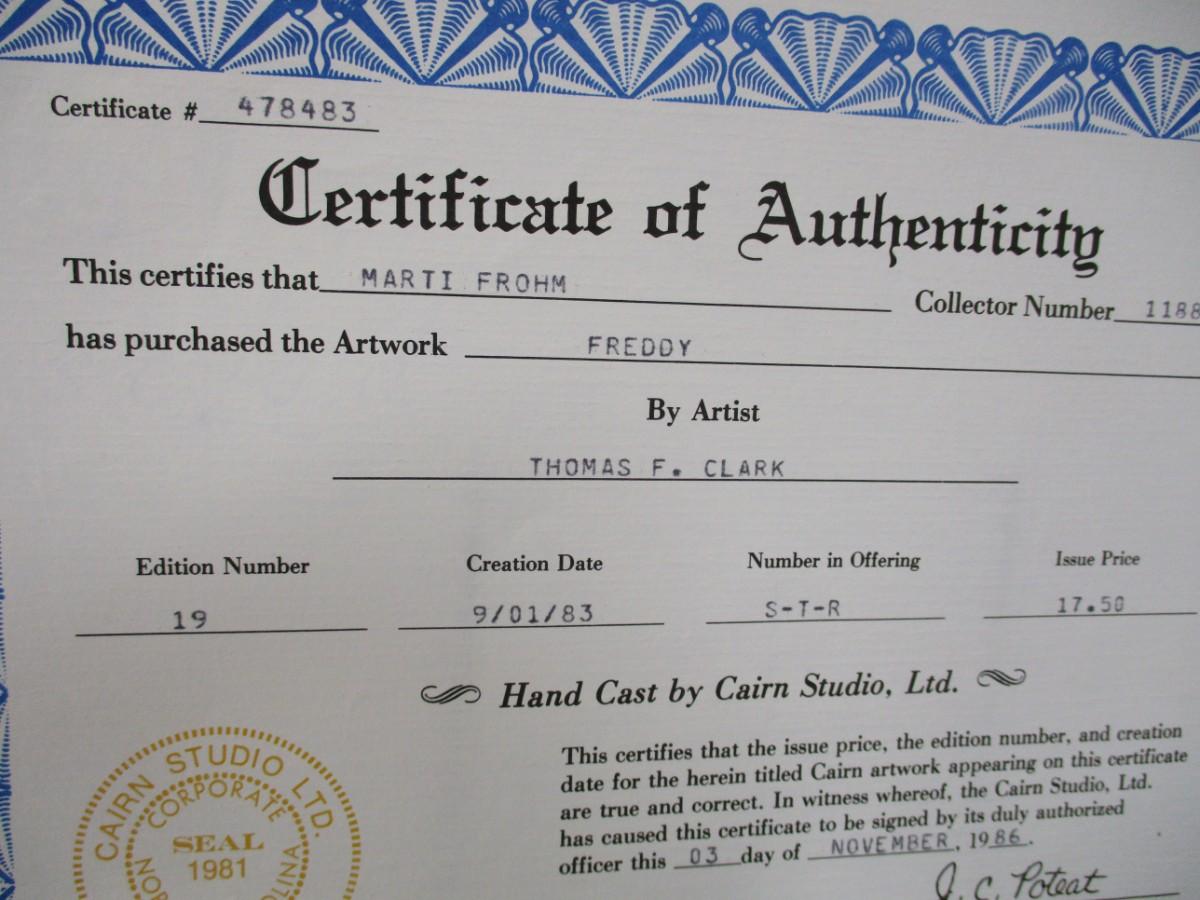 Certificate # 478483
Certificate of Authenticity
This certifies that MARTI FROHM Collector Number 1188
has purchased the Artwork FREDDY
By Artist
THOMAS F. CLARK
Edition Number Creation Date Number in Offering Issue Price
19 9/01/83 S-T-R 17.50
Hand Cast by Cairn Studio, Ltd.
This certifies that the issue price, the edition number, and creation
date for the herein titled Cairn artwork appearing on this certificate
are true and correct. In witness whereof, the Cairn Studio, Ltd.
has caused this certificate to be signed by its duly authorized
officer this 03 day of NOVEMBER, 1986.
J. C. Poteat
CAIRN STUDIO LTD.
CORPORATE
SEAL
1981